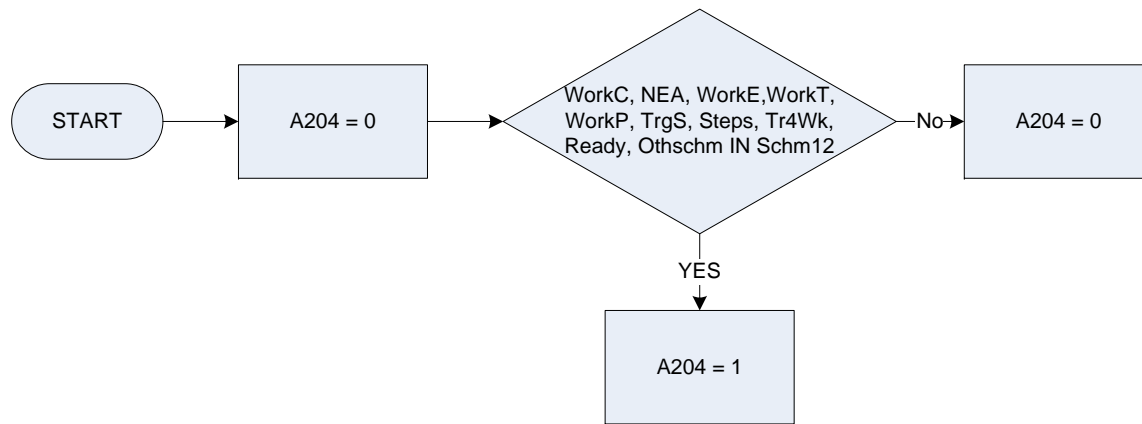 START
A204 = 0
WorkC, NEA, WorkE,WorkT,
WorkP, TrgS, Steps, Tr4Wk,
Ready, Othschm IN Schm12
No
A204 = 0
YES
A204 = 1